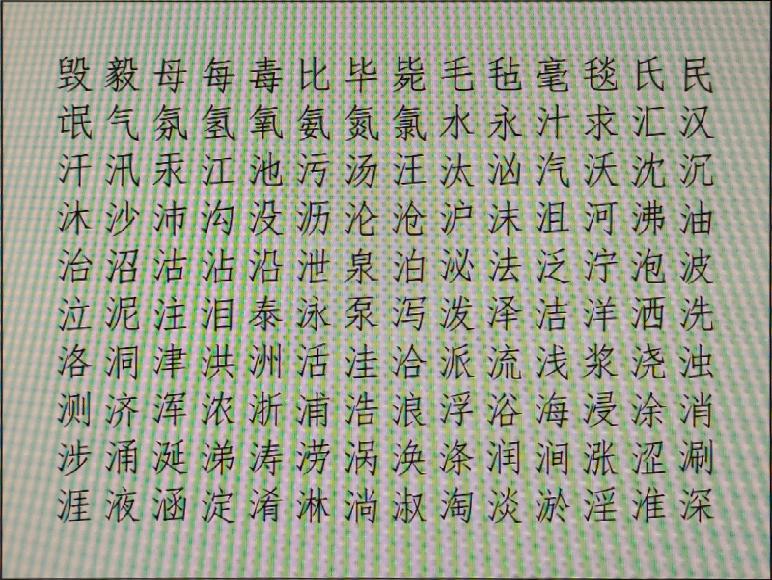 毁毅母每毒比毕毙毛毡毫毯氏民
氓气氛氢氧氨氮氯水永汁求汇汉
汗汛汞江池污汤汪汰汹汽沃沈沉
沐沙沛沟没沥沦沧沪沫沮河沸油
治沼沽沾沿泄泉泊泌法泛泞泡波
泣泥注泪泰泳泵泻泼泽洁洋洒洗
洛洞津洪洲活洼洽派流浅浆浇浊
测济浑浓浙浦浩浪浮浴海浸涂消
涉涌涎涕涛涝涡涣涤润涧涨涩涮
涯液涵淀淆淋淌淑淘淡淤淫淮深